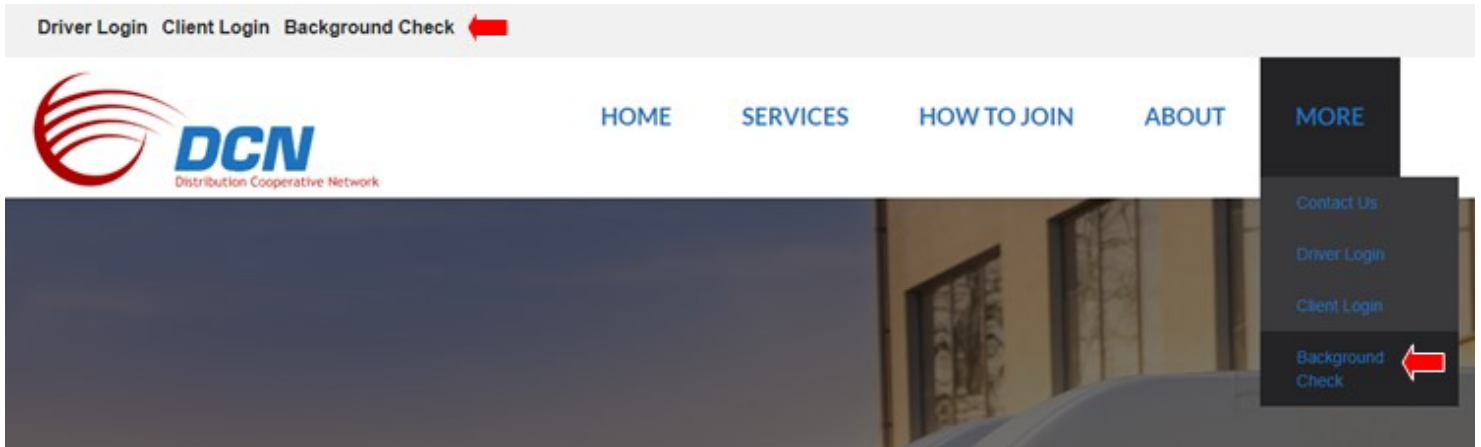 Driver Login Client Login Background Check
HOME SERVICES HOW TO JOIN ABOUT MORE
DCN
Distribution Cooperative Network
Contact Us
Driver Login
Client Login
Background
Check